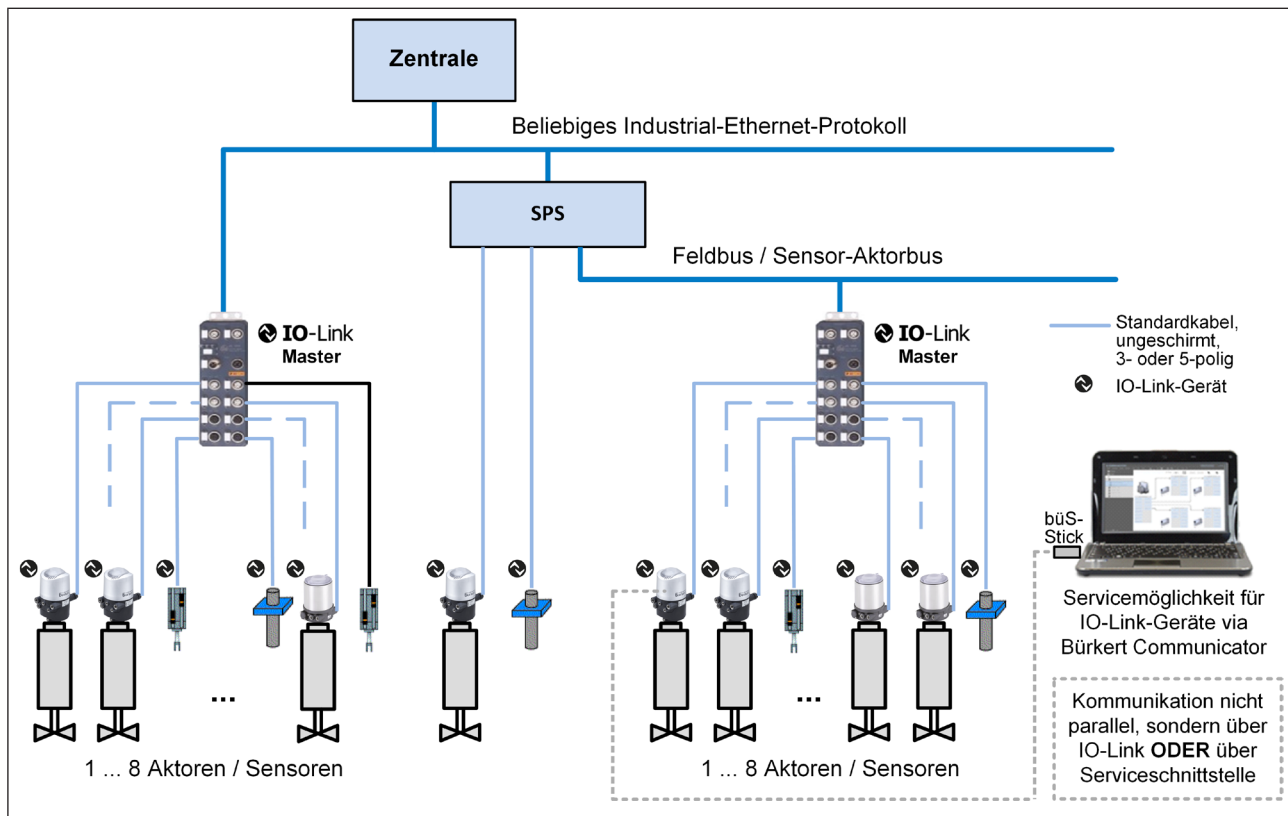 Zentrale
Beliebiges Industrial-Ethernet-Protokoll
SPS
Feldbus / Sensor-Aktorbus
IO-Link
Master
IO-Link
Master
Standardkabel,
ungeschirmt,
3- oder 5-polig
IO-Link-Gerät
büS-
Stick
Servicemöglichkeit für
IO-Link-Geräte via
Bürkert Communicator
...
...
Kommunikation nicht
parallel, sondern über
IO-Link ODER über
Serviceschnittstelle
1 ... 8 Aktoren / Sensoren
1 ... 8 Aktoren / Sensoren